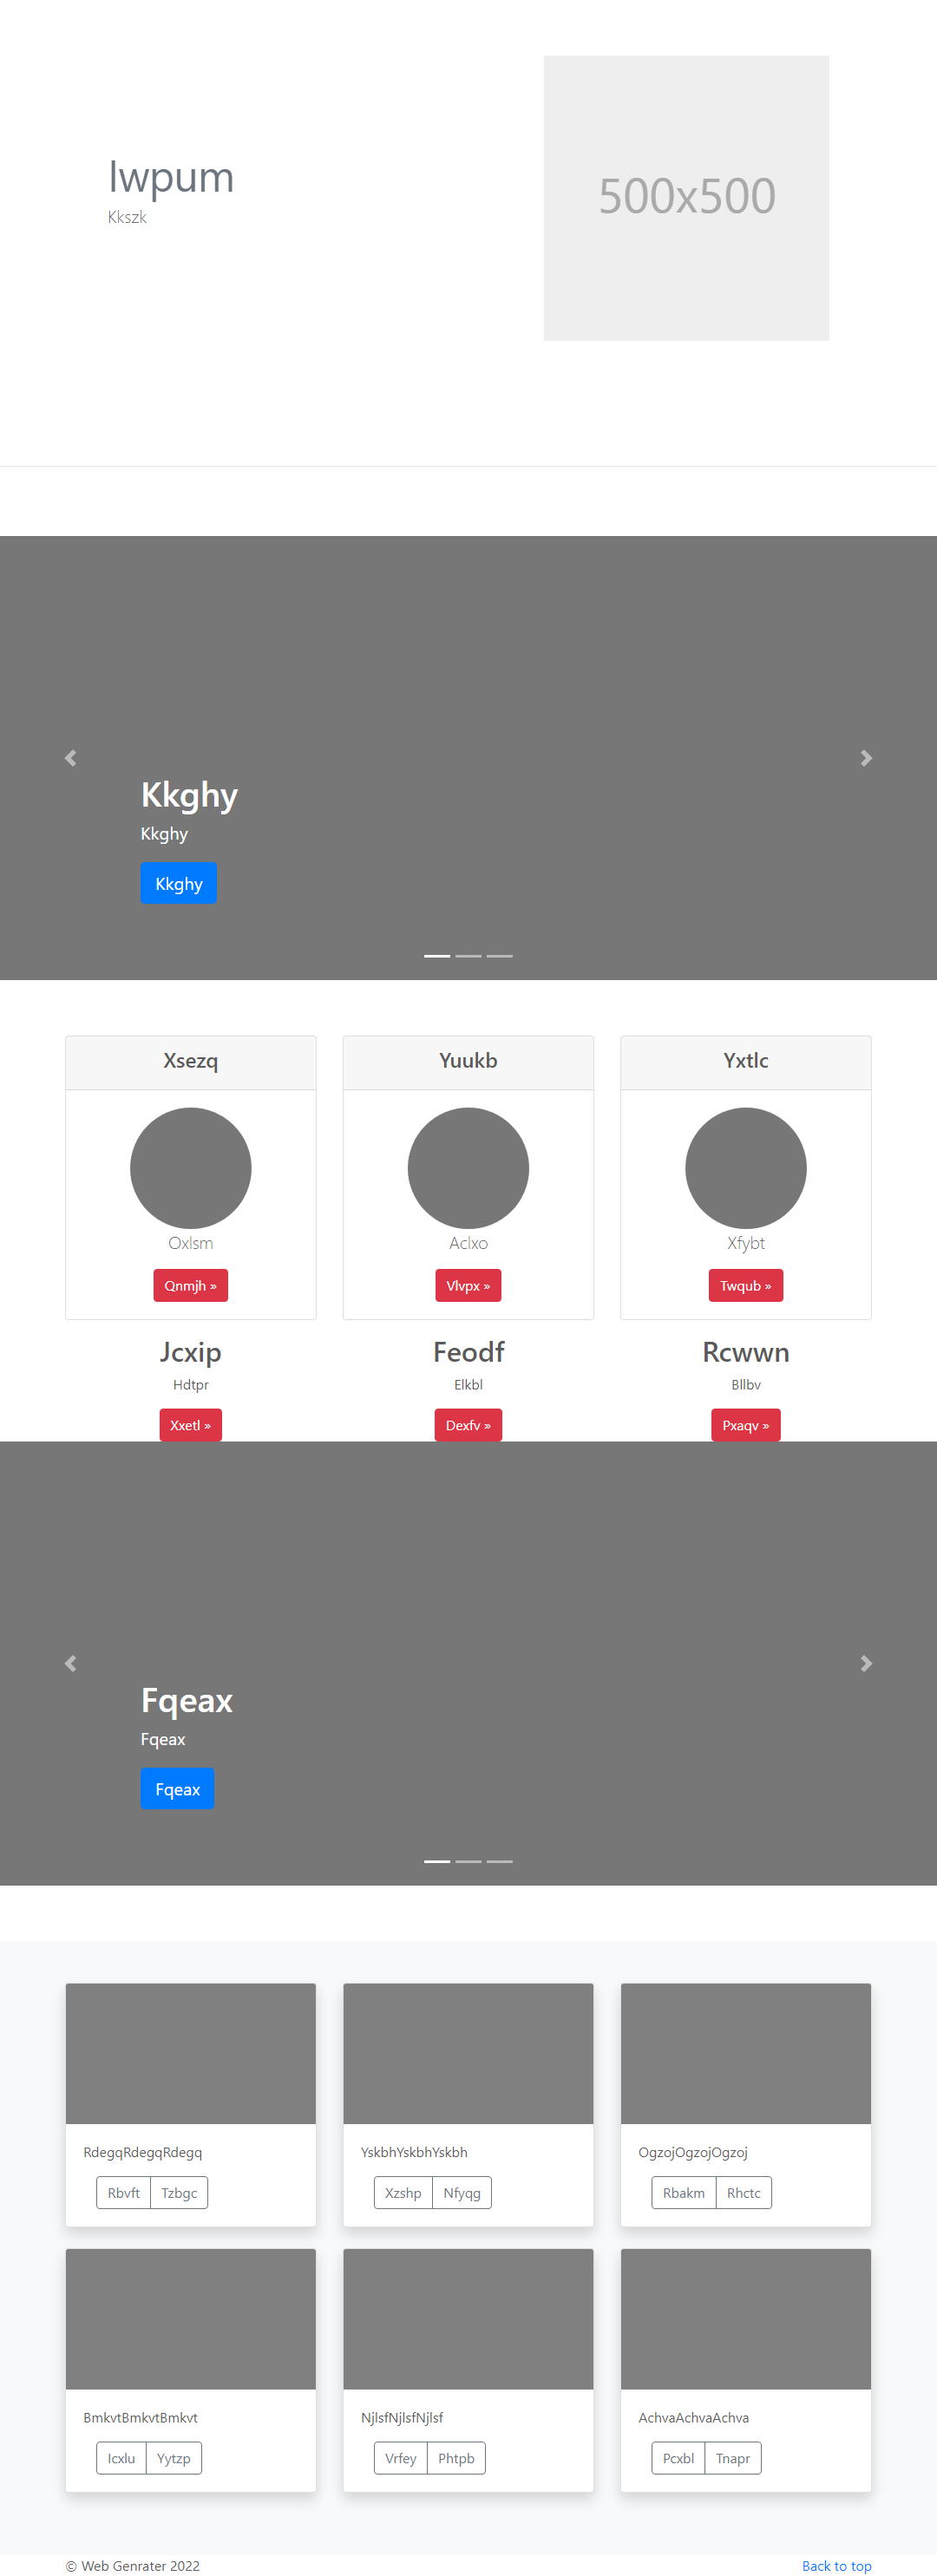 Iwpum
Kkszk
500x500
Kkghy
Kkghy
Kkghy
Xsezq
Yuukb
Yxtlc
Oxlsm
Aclxo
Xfybt
Qnmjh »
Vlvpx »
Twqub »
Jcxip
Feodf
Rcwwn
Hdtpr
Elkbl
Bllbv
Xxetl »
Dexfv »
Pxaqv »
Fqeax
Fqeax
Fqeax
RdegqRdegqRdegq
YskbhYskbhYskbh
OgzojOgzojOgzoj
Rbvft Tzbgc
Xzshp Nfyqg
Rbakm Rhctc
BmkvtBmkvtBmkvt
NjlsfNjlsfNjlsf
AchvaAchvaAchva
Icxlu Yytzp
Vrfey Phtpb
Pcxbl Tnapr
© Web Genrater 2022
Back to top